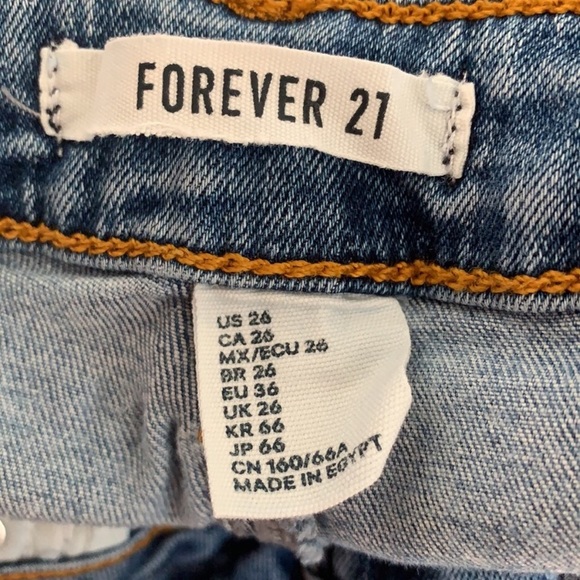 FOREVER 21
US 26
CA 26
MX/ECU 26
BR 26
EU 36
UK 26
KR 66
JP 66
CN 160/66A
MADE IN EGYPT